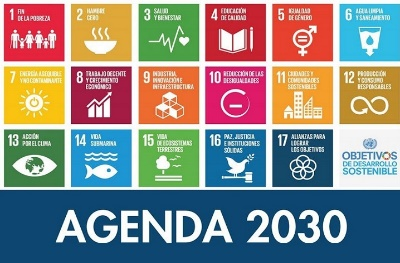 1 FIN
DE LA POBREZA
2 HAMBRE
CERO
3 SALUD
Y BIENESTAR
4 EDUCACIÓN
DE CALIDAD
5 IGUALDAD
DE GÉNERO
6 AGUA LIMPIA
Y SANEAMIENTO
7 ENERGÍA ASEQUIBLE
Y NO CONTAMINANTE
8 TRABAJO DECENTE
Y CRECIMIENTO
ECONÓMICO
9 INDUSTRIA,
INNOVACIÓN E
INFRAESTRUCTURA
10 REDUCCIÓN DE LAS
DESIGUALDADES
11 CIUDADES Y
COMUNIDADES
SOSTENIBLES
12 PRODUCCIÓN
Y CONSUMO
RESPONSABLES
13 ACCIÓN
POR EL CLIMA
14 VIDA
SUBMARINA
15 VIDA
DE ECOSISTEMAS
TERRESTRES
16 PAZ, JUSTICIA
E INSTITUCIONES
SÓLIDAS
17 ALIANZAS PARA
LOGRAR
LOS OBJETIVOS
OBJETIVOS
DE DESARROLLO
SOSTENIBLE
AGENDA 2030